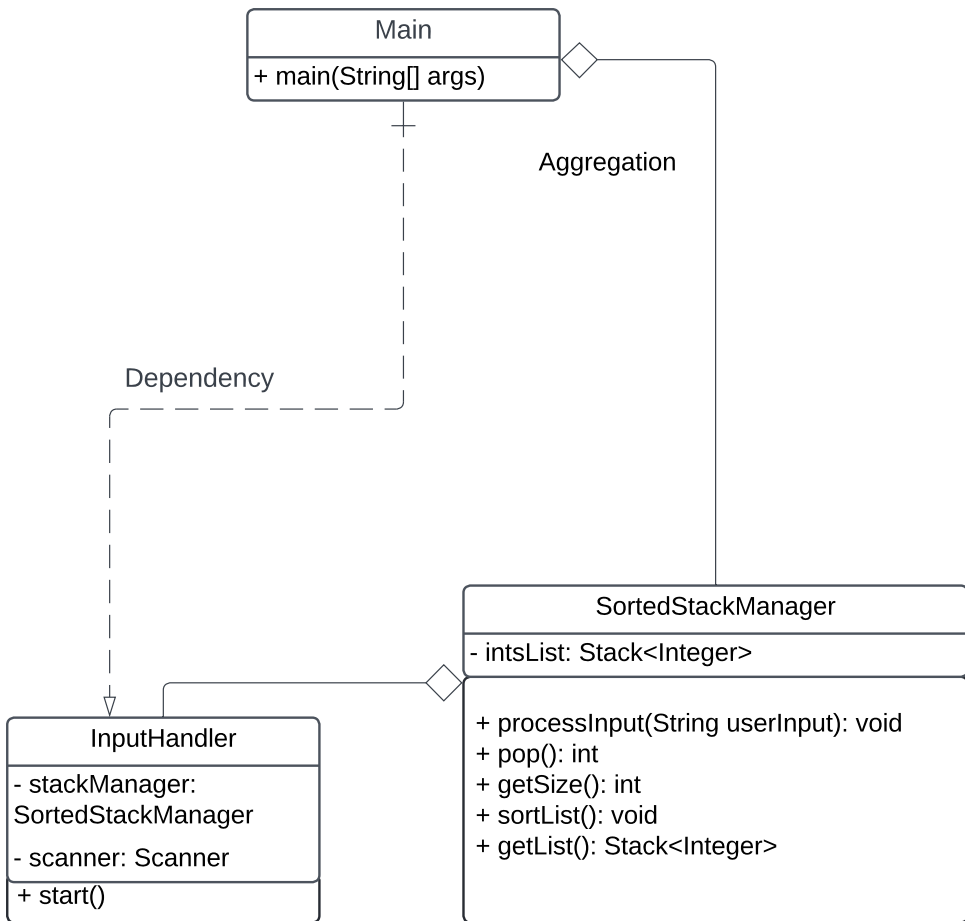 Main
+ main(String[] args)
Aggregation
Dependency
SortedStackManager
- intsList: Stack<Integer>
+ processInput(String userInput): void
+ pop(): int
+ getSize(): int
+ sortList(): void
+ getList(): Stack<Integer>
InputHandler
- stackManager:
SortedStackManager
- scanner: Scanner
+ start()